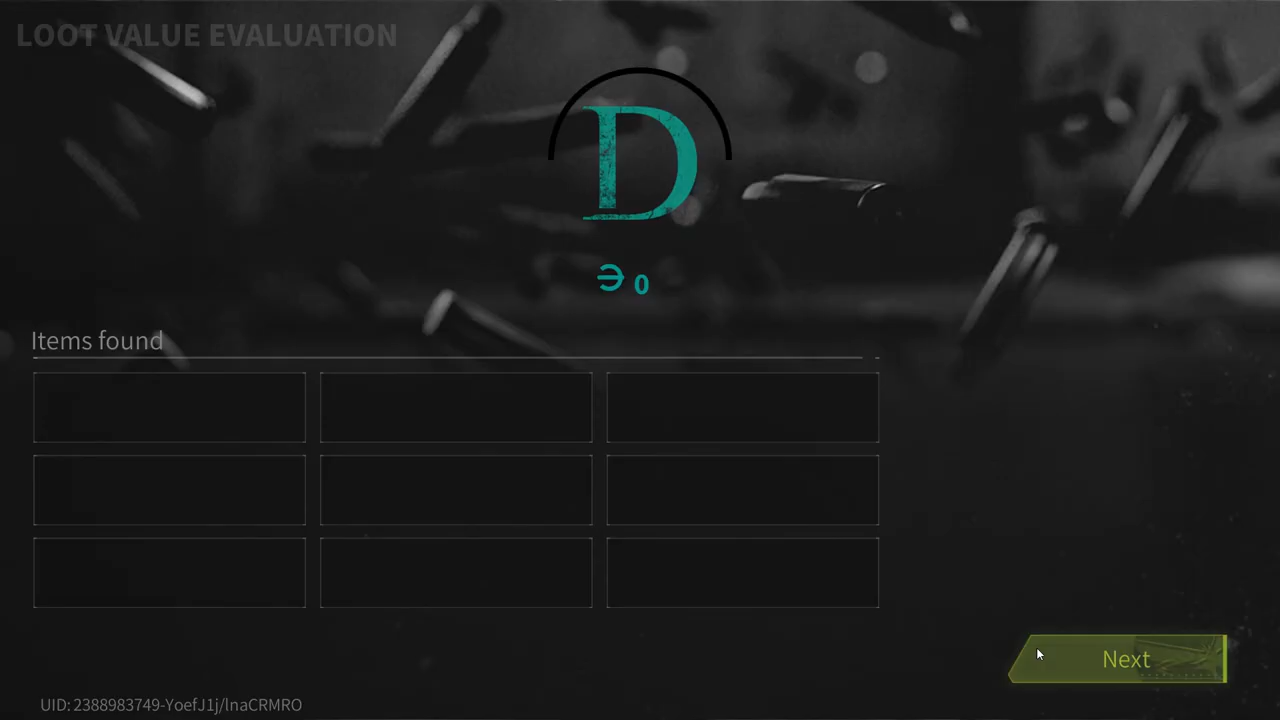 LOOT VALUE EVALUATION
D
0
Items found
Next
UID: 2388983749-YoefJ1j/lnaCRMRO